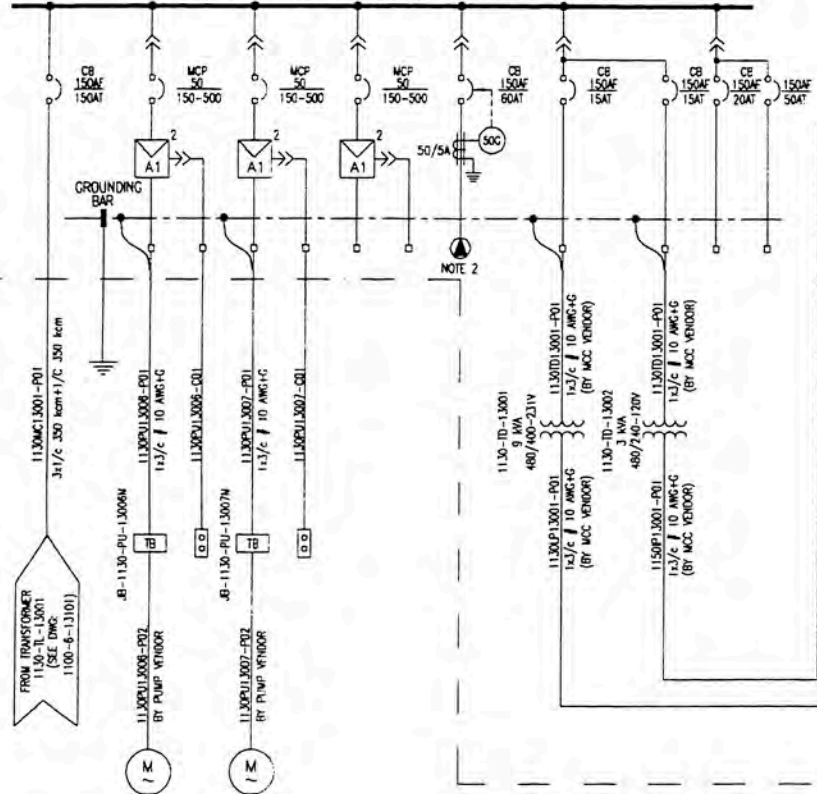 CB
150AF
150AT
MCP
50
150-500
MCP
50
150-500
MCP
50
150-500
CB
150AF
60AT
CB
150AF
15AT
CB
150AF
15AT
CB
150AF
20AT
150AF
50AT
2
A1
2
A1
2
A1
50/5A
50G
GROUNDING
BAR
NOTE 2
1130MC13001-P01
3x1/c 350 kcm+1/C 350 kcm
1130PU13006-P01
1x3/c # 10 AWG+G
1130PU13006-C01
1130PU13007-P01
1x3/c # 10 AWG+G
1130PU13007-C01
1130TD13001-P01
1x3/c # 10 AWG+G
(BY MCC VENDOR)
1130TD13001-P01
1x3/c # 10 AWG+G
(BY MCC VENDOR)
1130-TD-13001
9 kVA
480/400-231V
1130-TD-13002
3 kVA
480/240-120V
1130LP13001-P01
1x3/c # 10 AWG+G
(BY MCC VENDOR)
1150IP13001-P01
1x3/c # 10 AWG+G
(BY MCC VENDOR)
JB-1130-PU-13006N
TB
JB-1130-PU-13007N
TB
FROM TRANSFORMER
1130-TL-13001
(SEE DWG:
1100-6-13101)
1130PU13006-P02
BY PUMP VENDOR
1130PU13007-P02
BY PUMP VENDOR
M
~
M
~